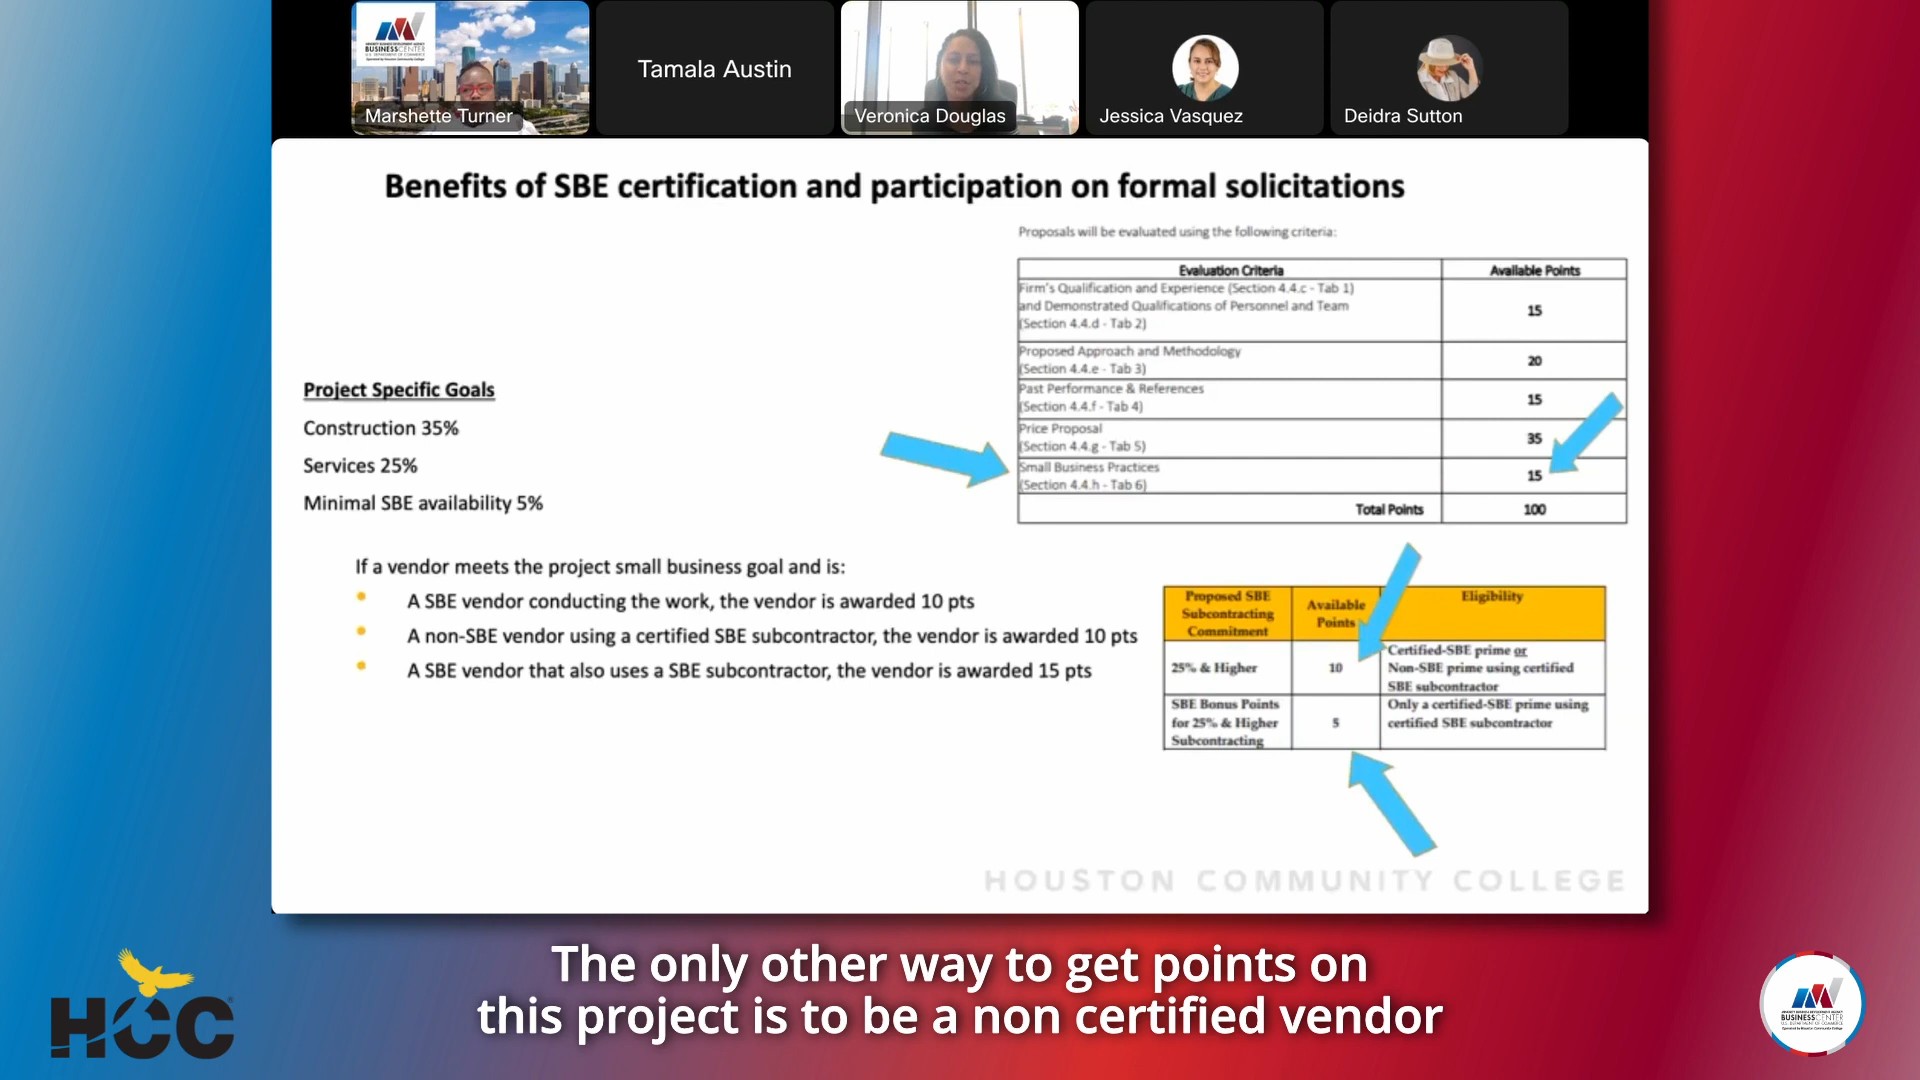 BUSINESSCENTER
Marshette Turner
Tamala Austin
Veronica Douglas
Jessica Vasquez
Deidra Sutton
Benefits of SBE certification and participation on formal solicitations
Proposals will be evaluated using the following criteria:
Evaluation Criteria Available Points
Firm's Qualification and Experience (Section 4.4.c - Tab 1)
and Demonstrated Qualifications of Personnel and Team
(Section 4.4.d - Tab 2)
15
Proposed Approach and Methodology
(Section 4.4.e - Tab 3)
20
Past Performance & References
(Section 4.4.f - Tab 4)
15
Price Proposal
(Section 4.4.g - Tab 5)
35
Small Business Practices
(Section 4.4.h - Tab 6)
15
Total Points 100
Project Specific Goals
Construction 35%
Services 25%
Minimal SBE availability 5%
If a vendor meets the project small business goal and is:
• A SBE vendor conducting the work, the vendor is awarded 10 pts
• A non-SBE vendor using a certified SBE subcontractor, the vendor is awarded 10 pts
• A SBE vendor that also uses a SBE subcontractor, the vendor is awarded 15 pts
Proposed SBE
Subcontracting
Commitment
Available
Points
Eligibility
25% & Higher
10
Certified-SBE prime or
Non-SBE prime using certified
SBE subcontractor
SBE Bonus Points
for 25% & Higher
Subcontracting
5
Only a certified-SBE prime using
certified SBE subcontractor
HOUSTON COMMUNITY COLLEGE
The only other way to get points on
this project is to be a non certified vendor
HCC
BUSINESSCENTER